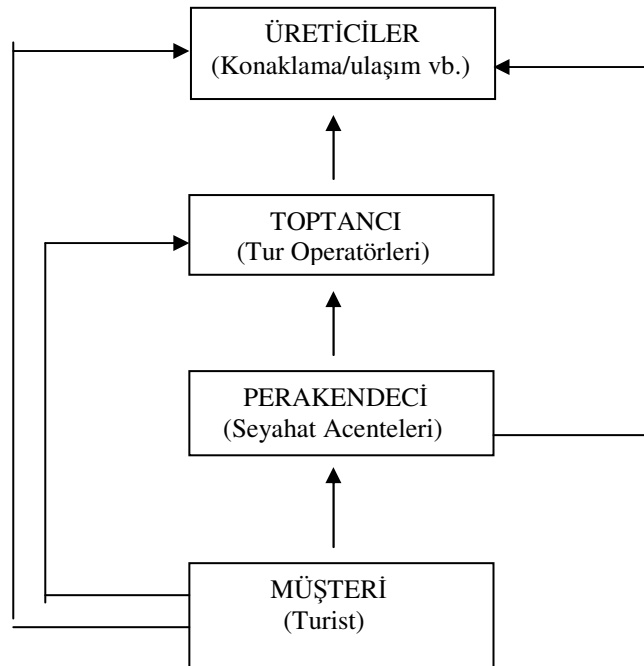 ÜRETİCİLER
(Konaklama/ulaşım vb.)
TOPTANCI
(Tur Operatörleri)
PERAKENDECİ
(Seyahat Acenteleri)
MÜŞTERİ
(Turist)